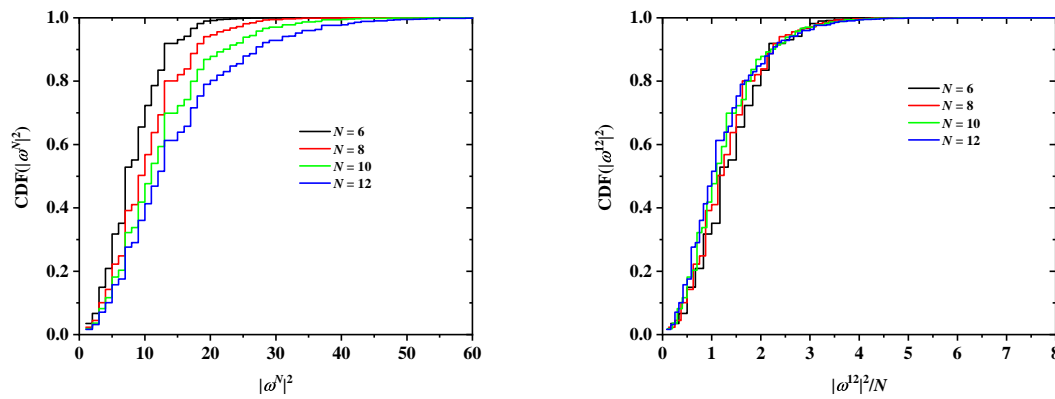 CDF(|ω^N|^2)
1.0
0.8
0.6
0.4
0.2
0.0
N = 6
N = 8
N = 10
N = 12
0 10 20 30 40 50 60
|ω^N|^2
CDF(|ω^12|^2)
1.0
0.8
0.6
0.4
0.2
0.0
N = 6
N = 8
N = 10
N = 12
0 1 2 3 4 5 6 7 8
|ω^12|^2/N